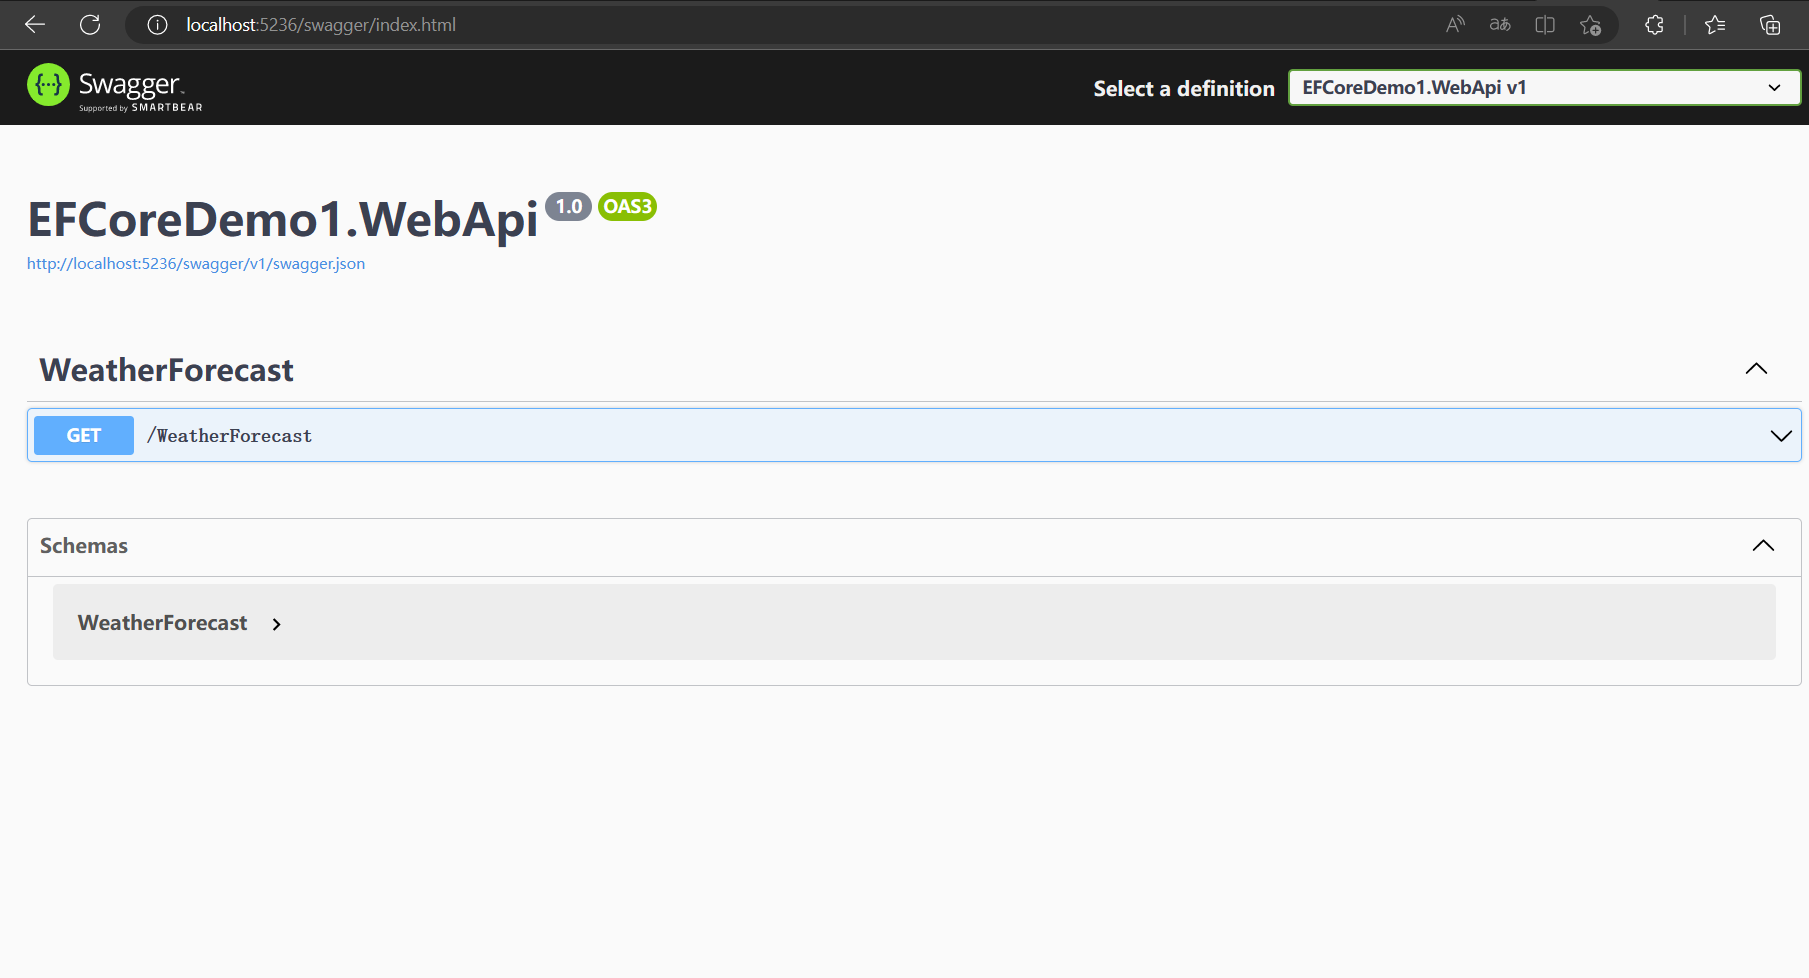 localhost:5236/swagger/index.html
Swagger
Supported by SMARTBEAR
Select a definition
EFCoreDemo1.WebApi v1
EFCoreDemo1.WebApi 1.0 OAS3
http://localhost:5236/swagger/v1/swagger.json
WeatherForecast
GET /WeatherForecast
Schemas
WeatherForecast